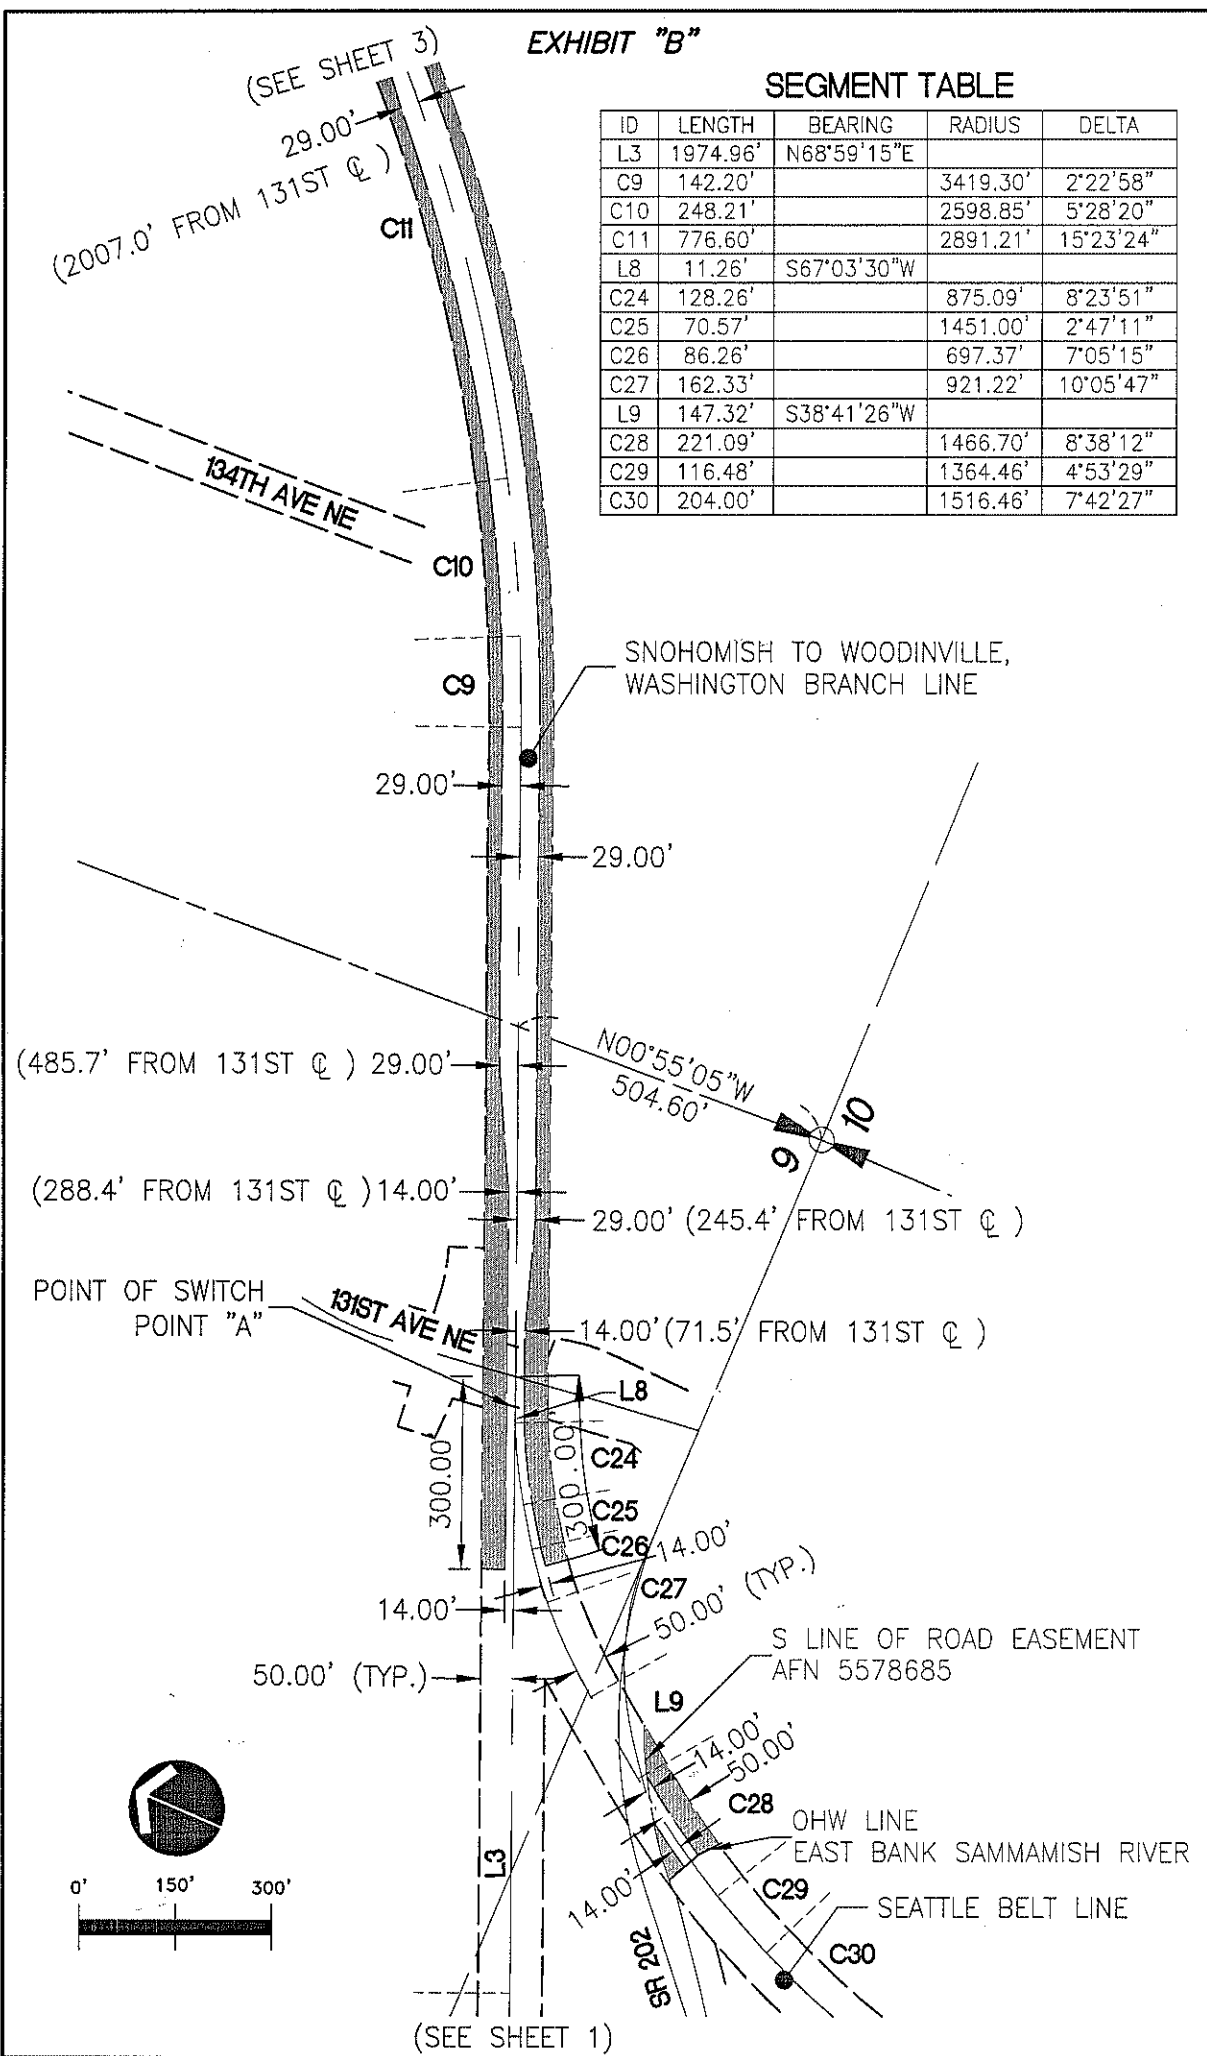 EXHIBIT "B"
(SEE SHEET 3)
SEGMENT TABLE
ID LENGTH BEARING RADIUS DELTA
L3 1974.96' N68°59'15"E
C9 142.20' 3419.30' 2°22'58"
C10 248.21' 2598.85' 5°28'20"
C11 776.60' 2891.21' 15°23'24"
L8 11.26' S67°03'30"W
C24 128.26' 875.09' 8°23'51"
C25 70.57' 1451.00' 2°47'11"
C26 86.26' 697.37' 7°05'15"
C27 162.33' 921.22' 10°05'47"
L9 147.32' S38°41'26"W
C28 221.09' 1466.70' 8°38'12"
C29 116.48' 1364.46' 4°53'29"
C30 204.00' 1516.46' 7°42'27"
29.00'
(2007.0' FROM 131ST ℄ )
C11
134TH AVE NE
C10
SNOHOMISH TO WOODINVILLE,
WASHINGTON BRANCH LINE
C9
29.00'
29.00'
(485.7' FROM 131ST ℄ ) 29.00'
N00°55'05"W
504.60'
10
9
(288.4' FROM 131ST ℄ ) 14.00'
29.00' (245.4' FROM 131ST ℄ )
POINT OF SWITCH
POINT "A"
131ST AVE NE
14.00' (71.5' FROM 131ST ℄ )
L8
300.00
300.00
C24
C25
C26
14.00'
C27
14.00'
50.00' (TYP.)
50.00' (TYP.)
S LINE OF ROAD EASEMENT
AFN 5578685
L9
14.00'
50.00'
C28
OHW LINE
EAST BANK SAMMAMISH RIVER
L3
14.00'
C29
SEATTLE BELT LINE
C30
SR 202
0' 150' 300'
(SEE SHEET 1)